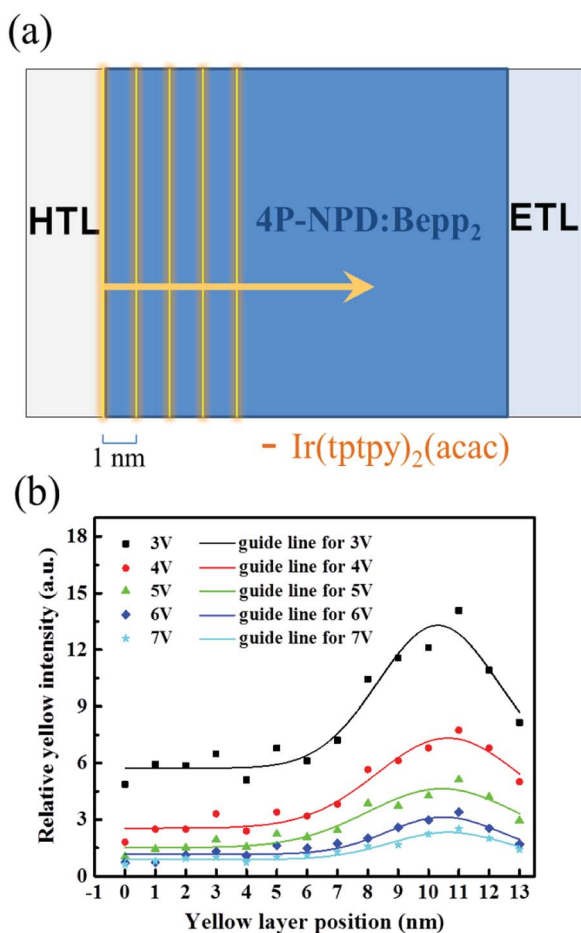 (a)
HTL
4P-NPD:Bepp₂
ETL
1 nm
- Ir(tptpy)₂(acac)
(b)
Relative yellow intensity (a.u.)
18
15
12
9
6
3
0
3V guide line for 3V
4V guide line for 4V
5V guide line for 5V
6V guide line for 6V
7V guide line for 7V
-1 0 1 2 3 4 5 6 7 8 9 10 11 12 13
Yellow layer position (nm)